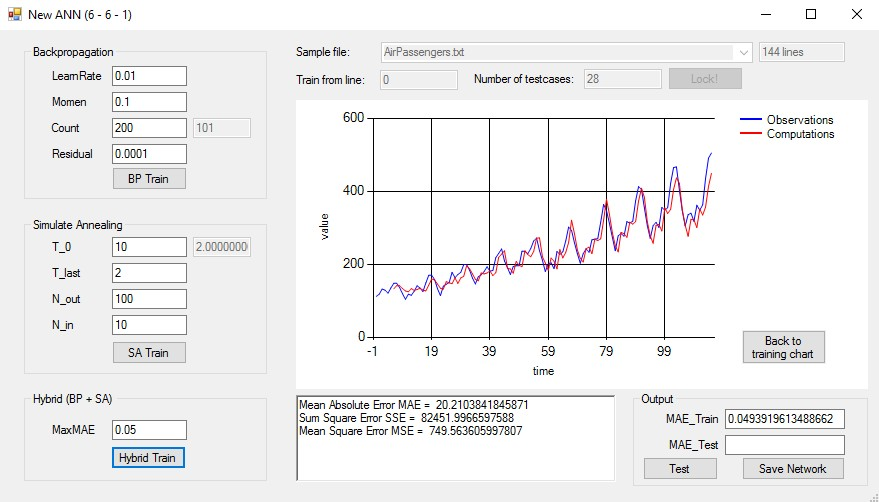 New ANN (6 - 6 - 1)
Backpropagation
LearnRate 0.01
Momen 0.1
Count 200 101
Residual 0.0001
BP Train
Simulate Annealing
T_0 10 2.0000000
T_last 2
N_out 100
N_in 10
SA Train
Hybrid (BP + SA)
MaxMAE 0.05
Hybrid Train
Sample file: AirPassengers.txt 144 lines
Train from line: 0 Number of testcases: 28 Lock!
600
400
200
0
-1 19 39 59 79 99
value
time
Observations
Computations
Back to
training chart
Mean Absolute Error MAE = 20.2103841845871
Sum Square Error SSE = 82451.9966597588
Mean Square Error MSE = 749.563605997807
Output
MAE_Train 0.0493919613488662
MAE_Test
Test Save Network